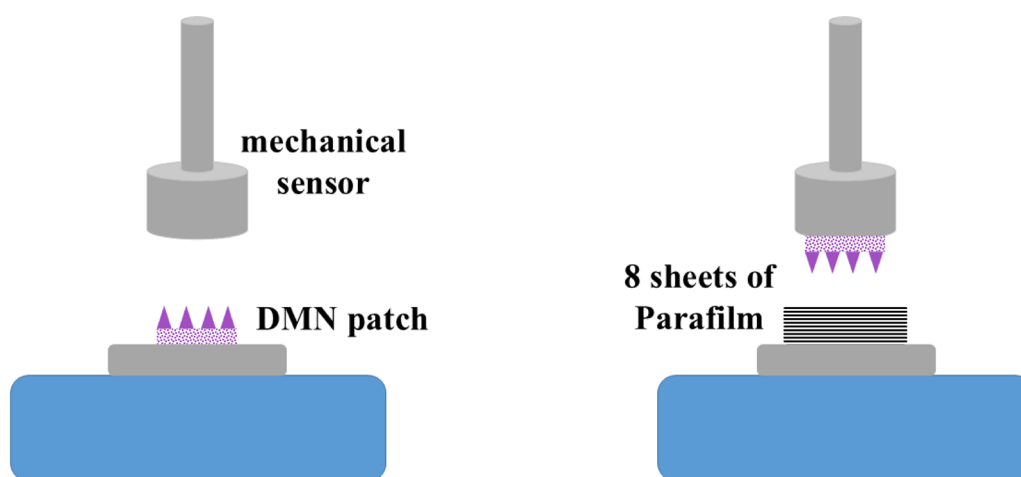 mechanical
sensor
DMN patch
8 sheets of
Parafilm